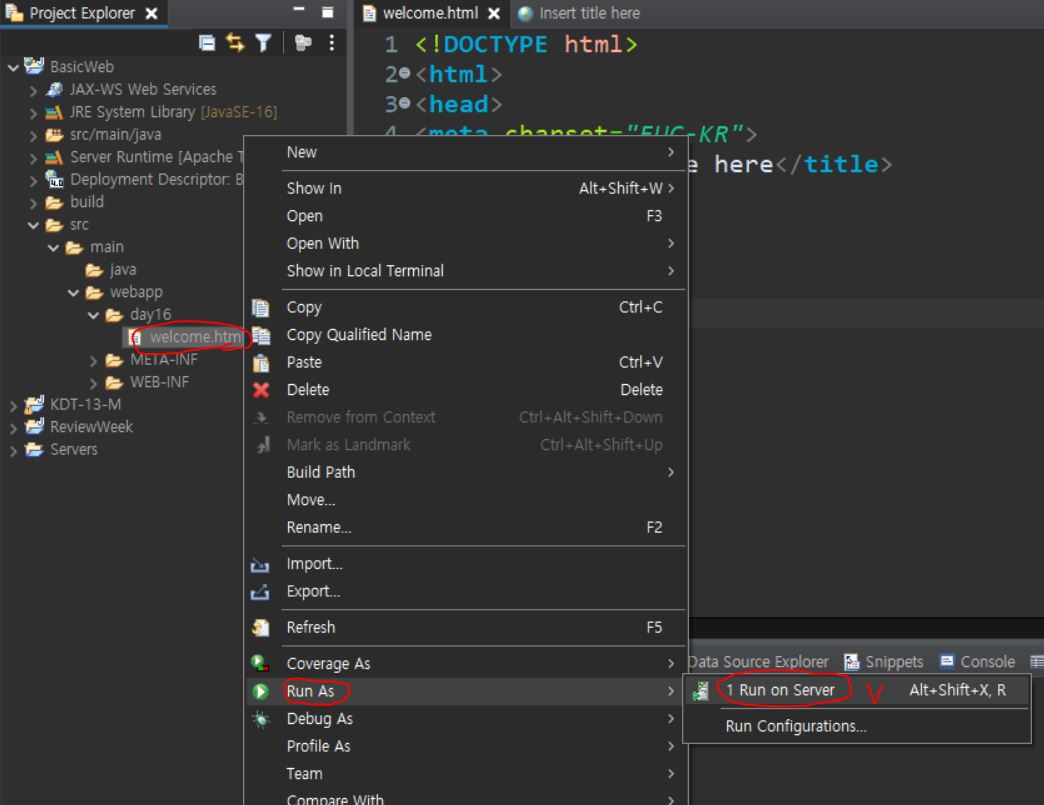 Project Explorer
welcome.html
Insert title here
1 <!DOCTYPE html>
2 <html>
3 <head>
4 <meta charset="EUC-KR">
e here</title>
BasicWeb
JAX-WS Web Services
JRE System Library [JavaSE-16]
src/main/java
Server Runtime [Apache T
Deployment Descriptor: B
build
src
main
java
webapp
day16
welcome.html
META-INF
WEB-INF
KDT-13-M
ReviewWeek
Servers
New
Show In Alt+Shift+W
Open F3
Open With
Show in Local Terminal
Copy Ctrl+C
Copy Qualified Name
Paste Ctrl+V
Delete Delete
Remove from Context Ctrl+Alt+Shift+Down
Mark as Landmark Ctrl+Alt+Shift+Up
Build Path
Move...
Rename... F2
Import...
Export...
Refresh F5
Coverage As
Run As
Debug As
Profile As
Team
Compare With
Data Source Explorer
Snippets
Console
1 Run on Server V Alt+Shift+X, R
Run Configurations...